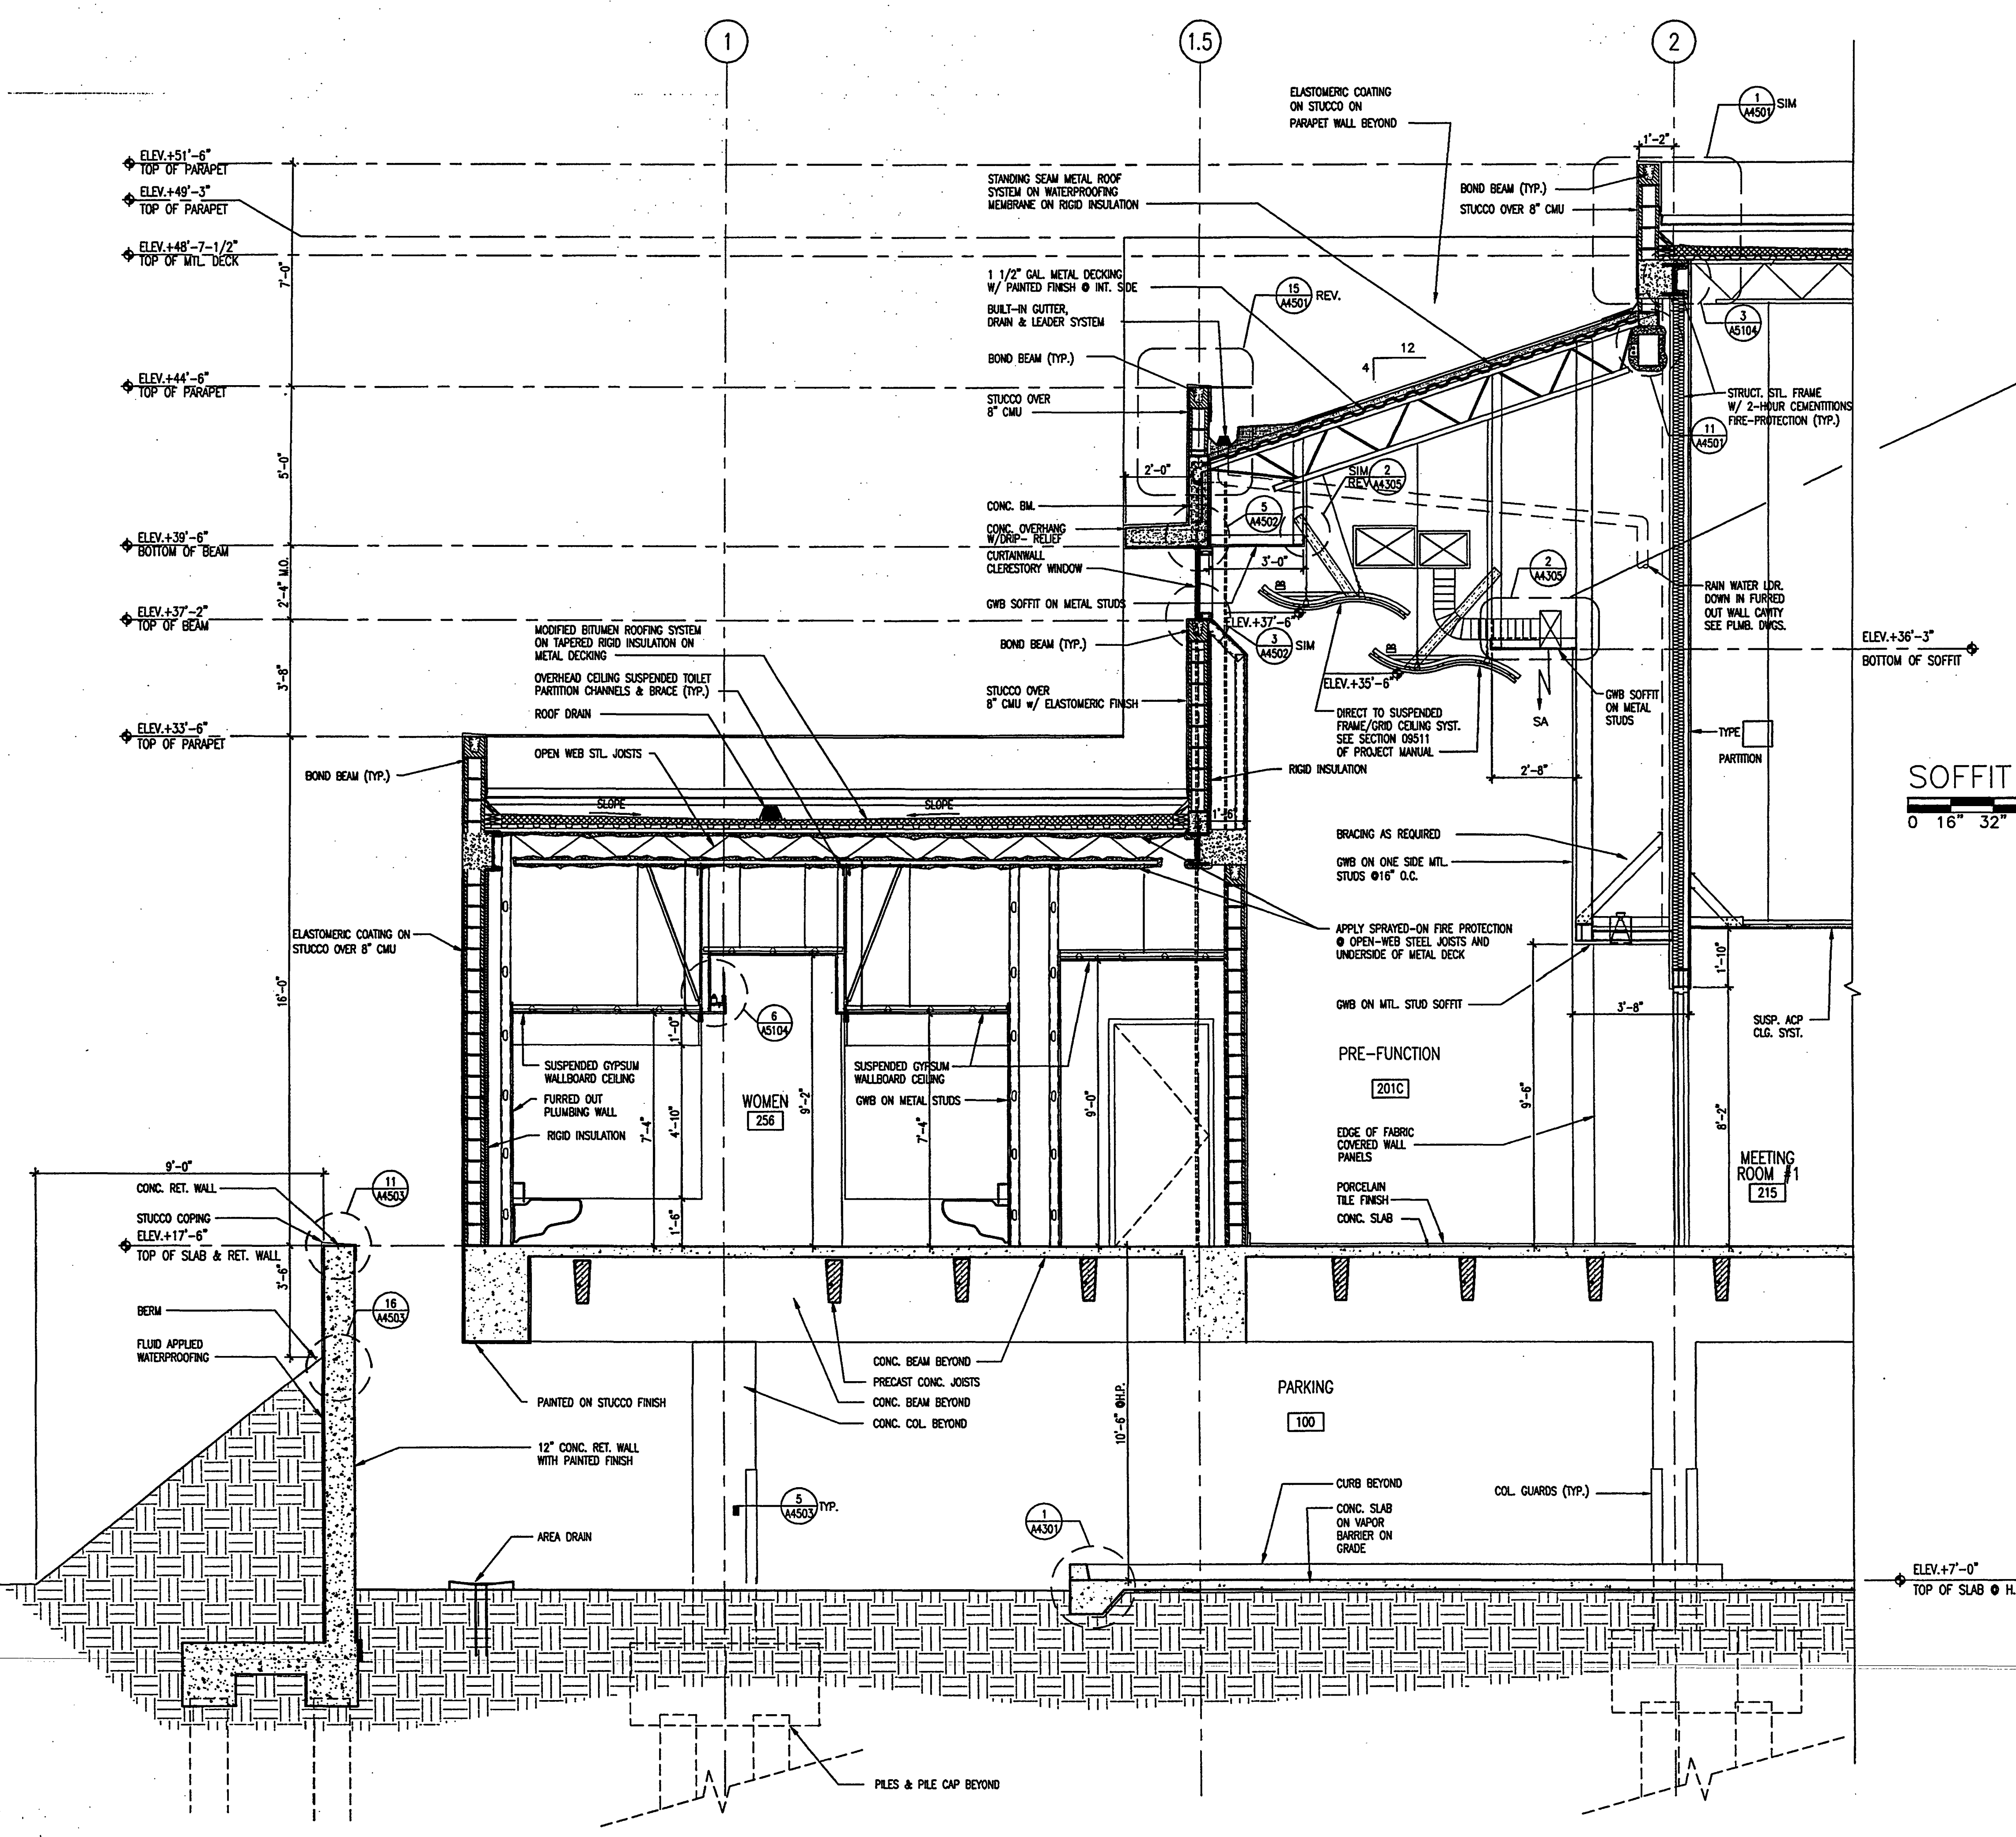 1
1.5
2
ELASTOMERIC COATING
ON STUCCO ON
PARAPET WALL BEYOND
1
A4501
SIM
1'-2"
ELEV.+51'-6"
TOP OF PARAPET
ELEV.+49'-3"
TOP OF PARAPET
ELEV.+48'-7-1/2"
TOP OF MTL. DECK
7'-0"
STANDING SEAM METAL ROOF
SYSTEM ON WATERPROOFING
MEMBRANE ON RIGID INSULATION
BOND BEAM (TYP.)
STUCCO OVER 8" CMU
1 1/2" GAL. METAL DECKING
W/ PAINTED FINISH @ INT. SIDE
15
A4501
REV.
BUILT-IN GUTTER,
DRAIN & LEADER SYSTEM
BOND BEAM (TYP.)
12
4
3
A5104
ELEV.+44'-6"
TOP OF PARAPET
STUCCO OVER
8" CMU
STRUCT. STL. FRAME
W/ 2-HOUR CEMENTITIONS
FIRE-PROTECTION (TYP.)
11
A4501
5'-0"
2'-0"
SIM
REV.
2
A4305
CONC. BM.
5
A4502
CONC. OVERHANG
W/DRIP- RELIEF
ELEV.+39'-6"
BOTTOM OF BEAM
CURTAINWALL
CLERESTORY WINDOW
3'-0"
2
A4305
2'-4" M.O.
B
GWB SOFFIT ON METAL STUDS
RAIN WATER LDR.
DOWN IN FURRED
OUT WALL CAVITY
SEE PLMB. DWGS.
ELEV.+37'-2"
TOP OF BEAM
ELEV.+37'-6"
3
A4502
SIM
MODIFIED BITUMEN ROOFING SYSTEM
ON TAPERED RIGID INSULATION ON
METAL DECKING
BOND BEAM (TYP.)
B
ELEV.+36'-3"
BOTTOM OF SOFFIT
3'-8"
OVERHEAD CEILING SUSPENDED TOILET
PARTITION CHANNELS & BRACE (TYP.)
STUCCO OVER
8" CMU w/ ELASTOMERIC FINISH
ELEV.+35'-6"
GWB SOFFIT
ON METAL
STUDS
SA
ROOF DRAIN
DIRECT TO SUSPENDED
FRAME/GRID CEILING SYST.
SEE SECTION 09511
OF PROJECT MANUAL
ELEV.+33'-6"
TOP OF PARAPET
TYPE
PARTITION
OPEN WEB STL. JOISTS
BOND BEAM (TYP.)
RIGID INSULATION
2'-8"
SOFFIT
0 16" 32"
SLOPE
SLOPE
1'-6"
BRACING AS REQUIRED
GWB ON ONE SIDE MTL.
STUDS @16" O.C.
ELASTOMERIC COATING ON
STUCCO OVER 8" CMU
APPLY SPRAYED-ON FIRE PROTECTION
@ OPEN-WEB STEEL JOISTS AND
UNDERSIDE OF METAL DECK
16'-0"
1'-10"
GWB ON MTL. STUD SOFFIT
3'-8"
SUSP. ACP
CLG. SYST.
1'-0"
6
A5104
SUSPENDED GYPSUM
WALLBOARD CEILING
SUSPENDED GYPSUM
WALLBOARD CEILING
PRE-FUNCTION
201C
FURRED OUT
PLUMBING WALL
WOMEN
256
GWB ON METAL STUDS
RIGID INSULATION
7'-4"
4'-10"
9'-2"
7'-4"
9'-0"
9'-6"
8'-2"
EDGE OF FABRIC
COVERED WALL
PANELS
MEETING
ROOM #1
215
9'-0"
CONC. RET. WALL
11
A4503
STUCCO COPING
PORCELAIN
TILE FINISH
CONC. SLAB
1'-6"
ELEV.+17'-6"
TOP OF SLAB & RET. WALL
3'-6"
BERM
16
A4503
FLUID APPLIED
WATERPROOFING
CONC. BEAM BEYOND
PRECAST CONC. JOISTS
CONC. BEAM BEYOND
CONC. COL. BEYOND
PAINTED ON STUCCO FINISH
PARKING
100
10'-6" @H.P.
12" CONC. RET. WALL
WITH PAINTED FINISH
CURB BEYOND
COL. GUARDS (TYP.)
5
A4503
TYP.
1
A4301
CONC. SLAB
ON VAPOR
BARRIER ON
GRADE
AREA DRAIN
ELEV.+7'-0"
TOP OF SLAB @ H.
PILES & PILE CAP BEYOND